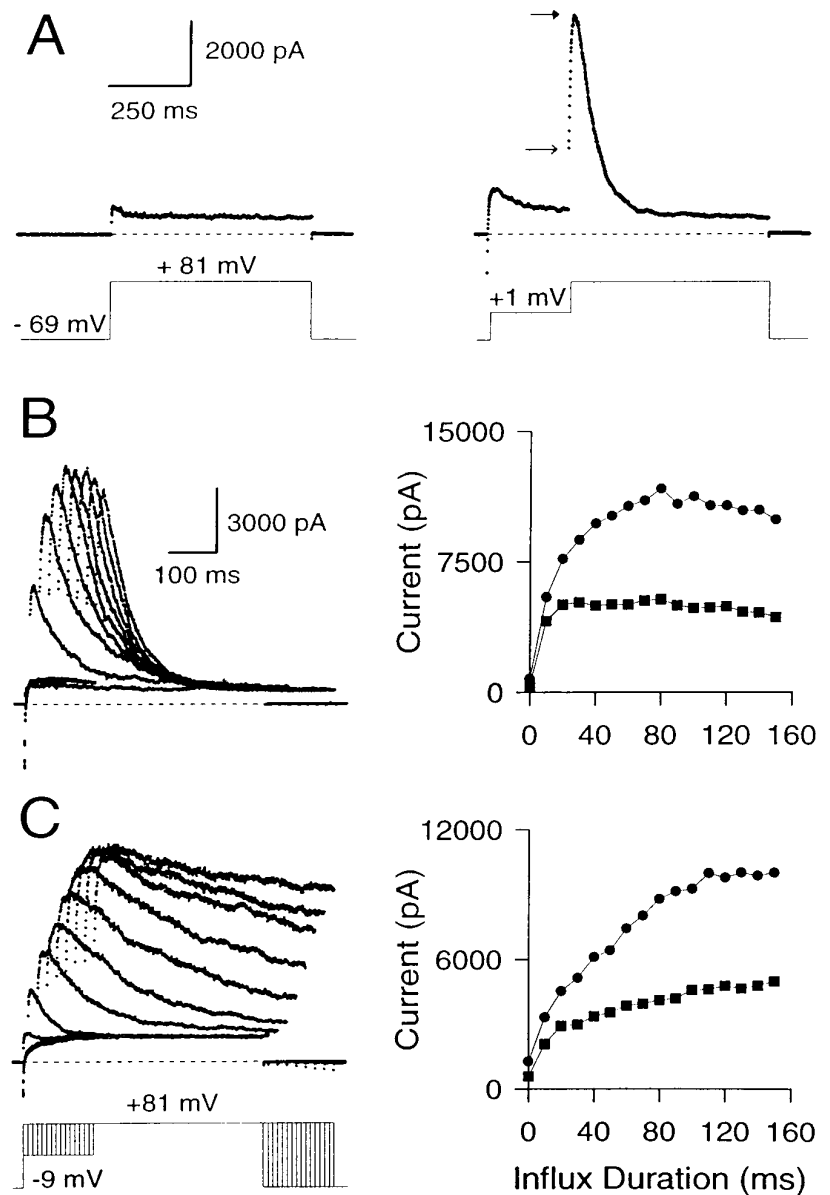 A
2000 pA
250 ms
+ 81 mV
- 69 mV
+1 mV
B
3000 pA
100 ms
15000
7500
0
Current (pA)
0 40 80 120 160
C
12000
6000
0
Current (pA)
0 40 80 120 160
Influx Duration (ms)
+81 mV
-9 mV